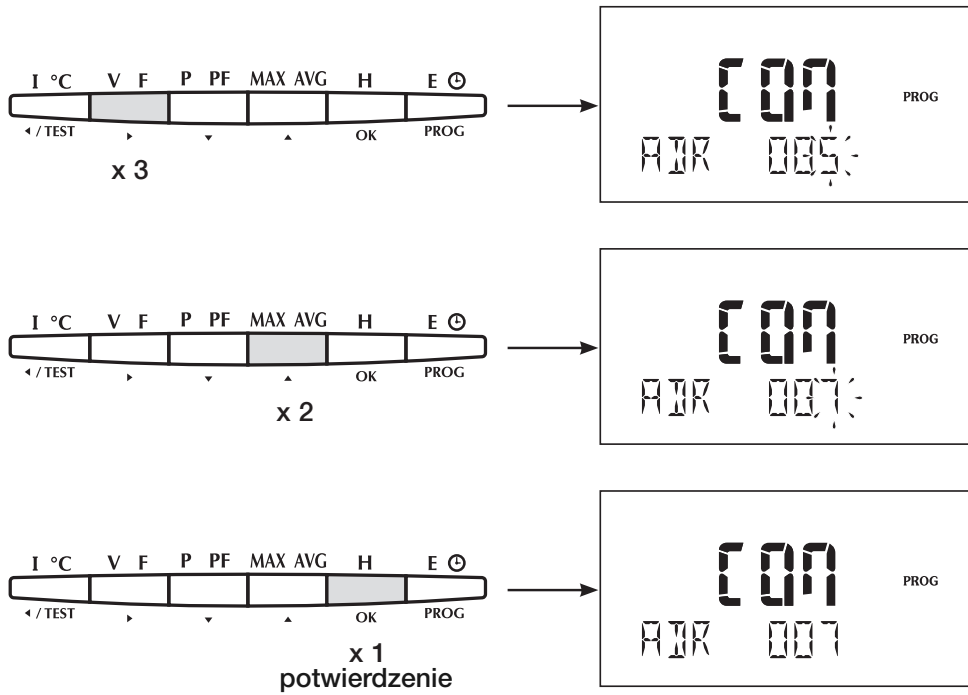 I °C V F P PF MAX AVG H E
/ TEST OK PROG
x 3
COM PROG
ADR 005
I °C V F P PF MAX AVG H E
/ TEST OK PROG
x 2
COM PROG
ADR 007
I °C V F P PF MAX AVG H E
/ TEST OK PROG
x 1
potwierdzenie
COM PROG
ADR 007